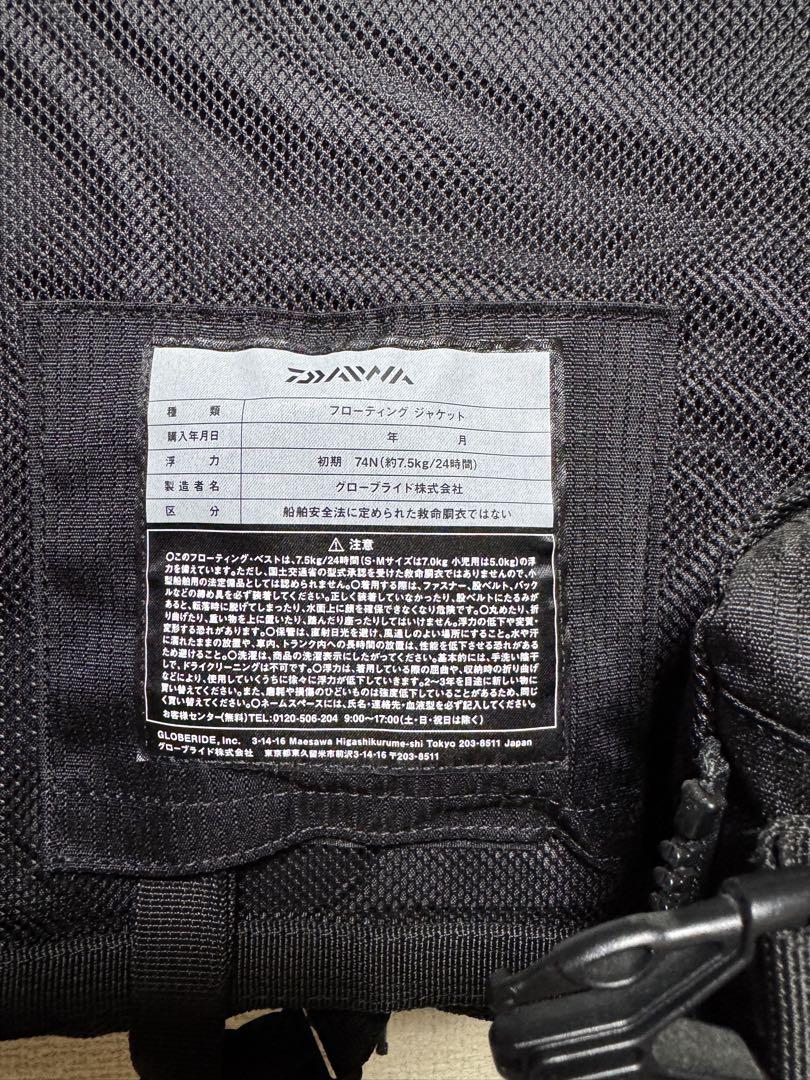 DAIWA
種類 フローティング ジャケット
購入年月日 年 月
浮力 初期 74N(約7.5kg/24時間)
製造者名 グローブライド株式会社
区分 船舶安全法に定められた救命胴衣ではない
⚠ 注意
○このフローティング・ベストは、7.5kg/24時間(S・Mサイズは7.0kg 小児用は5.0kg)の浮
力を備えています。ただし、国土交通省の型式承認を受けた救命胴衣ではありませんので、小
型船舶用の法定備品としては認められません。○着用する際は、ファスナー、股ベルト、バック
ルなどの締め具を必ず装着してください。正しく装着していなかったり、股ベルトにたるみが
あると、転落時に脱げてしまったり、水面上に顔を確保できなくなり危険です。○丸めたり、折
り曲げたり、重い物を上に置いたり、踏んだり座ったりしてはいけません。浮力の低下や変質・
変形する恐れがあります。○保管は、直射日光を避け、風通しのよい場所にすること。水や汗
に濡れたままの放置や、車内、トランク内への長時間の放置は、性能を低下させる恐れがある
ため避けること。○洗濯は、商品の洗濯表示にしたがってください。基本的には、手洗い陰干
しで、ドライクリーニングは不可です。○浮力は、着用している際の屈曲や、収納時の折り曲げ
などにより、使用していくうちに徐々に浮力が低下していきます。2〜3年を目途に新しい物に
買い替えてください。また、磨耗や損傷のひどいものは強度低下していることがあるため、同じ
く買い替えてください。○ネームスペースには、氏名・連絡先・血液型を必ず記入してください。
お客様センター(無料)TEL:0120-506-204 9:00〜17:00(土・日・祝日は除く)
GLOBERIDE, Inc. 3-14-16 Maesawa Higashikurume-shi Tokyo 203-8511 Japan
グローブライド株式会社 東京都東久留米市前沢3-14-16 〒203-8511